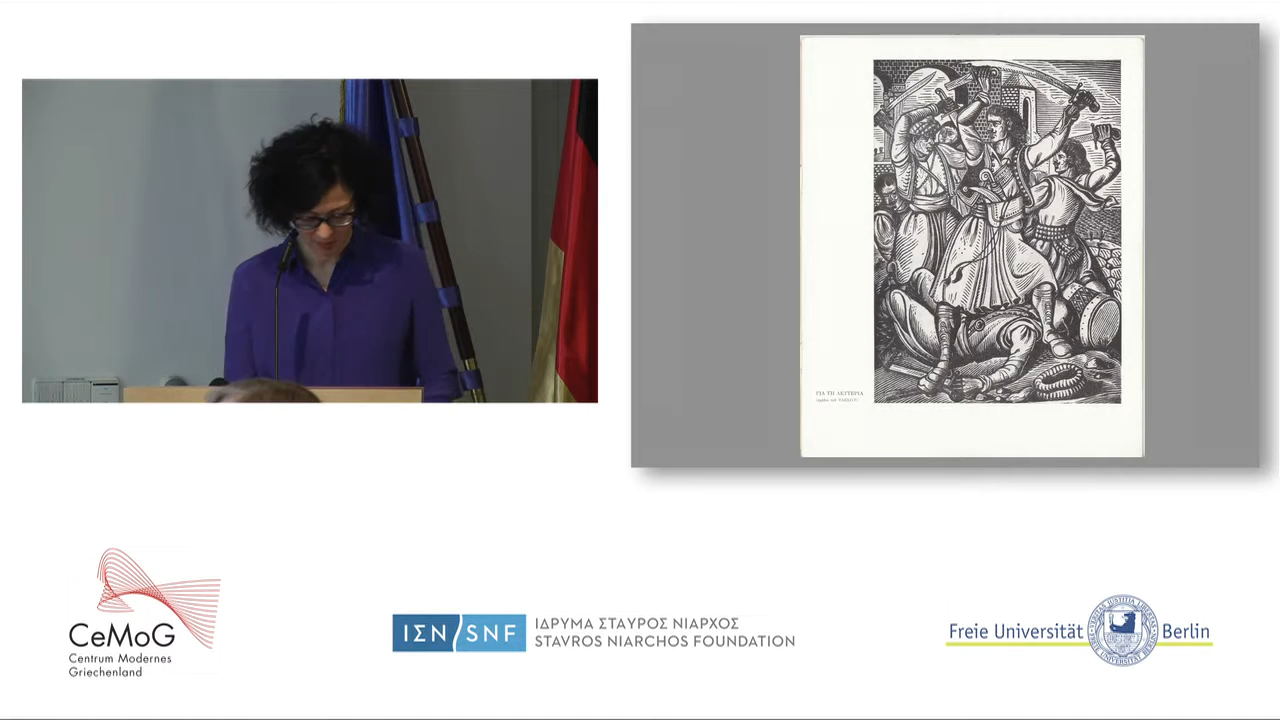 ΓΙΑ ΤΗ ΛΕΥΤΕΡΙΑ
CeMoG
Centrum Modernes
Griechenland
ΙΣΝ/SNF
ΙΔΡΥΜΑ ΣΤΑΥΡΟΣ ΝΙΑΡΧΟΣ
STAVROS NIARCHOS FOUNDATION
Freie Universität Berlin